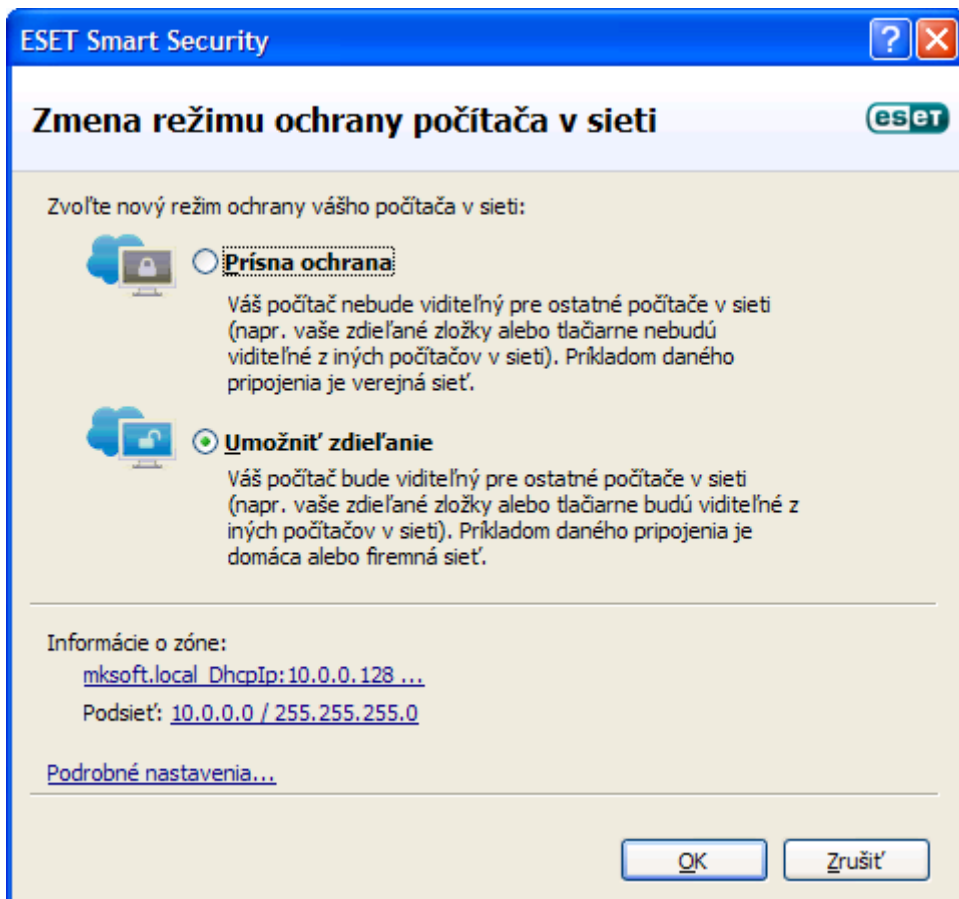 ESET Smart Security
Zmena režimu ochrany počítača v sieti
eset
Zvoľte nový režim ochrany vášho počítača v sieti:
Prísna ochrana
Váš počítač nebude viditeľný pre ostatné počítače v sieti
(napr. vaše zdieľané zložky alebo tlačiarne nebudú
viditeľné z iných počítačov v sieti). Príkladom daného
pripojenia je verejná sieť.
Umožniť zdieľanie
Váš počítač bude viditeľný pre ostatné počítače v sieti
(napr. vaše zdieľané zložky alebo tlačiarne budú viditeľné z
iných počítačov v sieti). Príkladom daného pripojenia je
domáca alebo firemná sieť.
Informácie o zóne:
mksoft.local DhcpIp:10.0.0.128 ...
Podsieť: 10.0.0.0 / 255.255.255.0
Podrobné nastavenia...
OK
Zrušiť